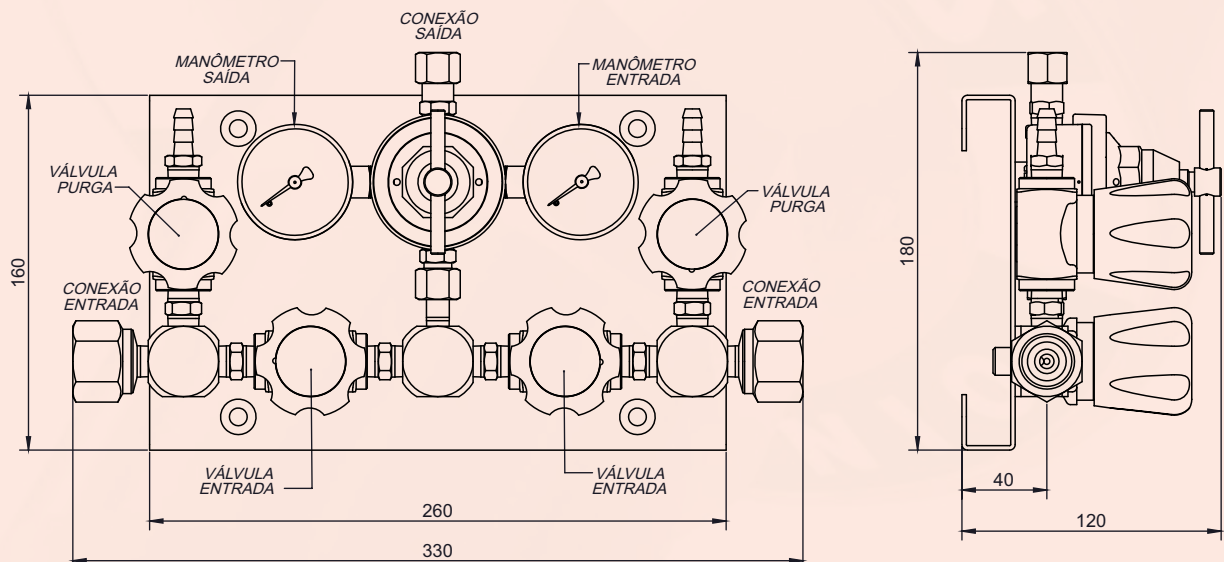 CONEXÃO
SAÍDA
MANÔMETRO
SAÍDA
MANÔMETRO
ENTRADA
VÁLVULA
PURGA
VÁLVULA
PURGA
160
180
CONEXÃO
ENTRADA
CONEXÃO
ENTRADA
VÁLVULA
ENTRADA
VÁLVULA
ENTRADA
40
260
120
330